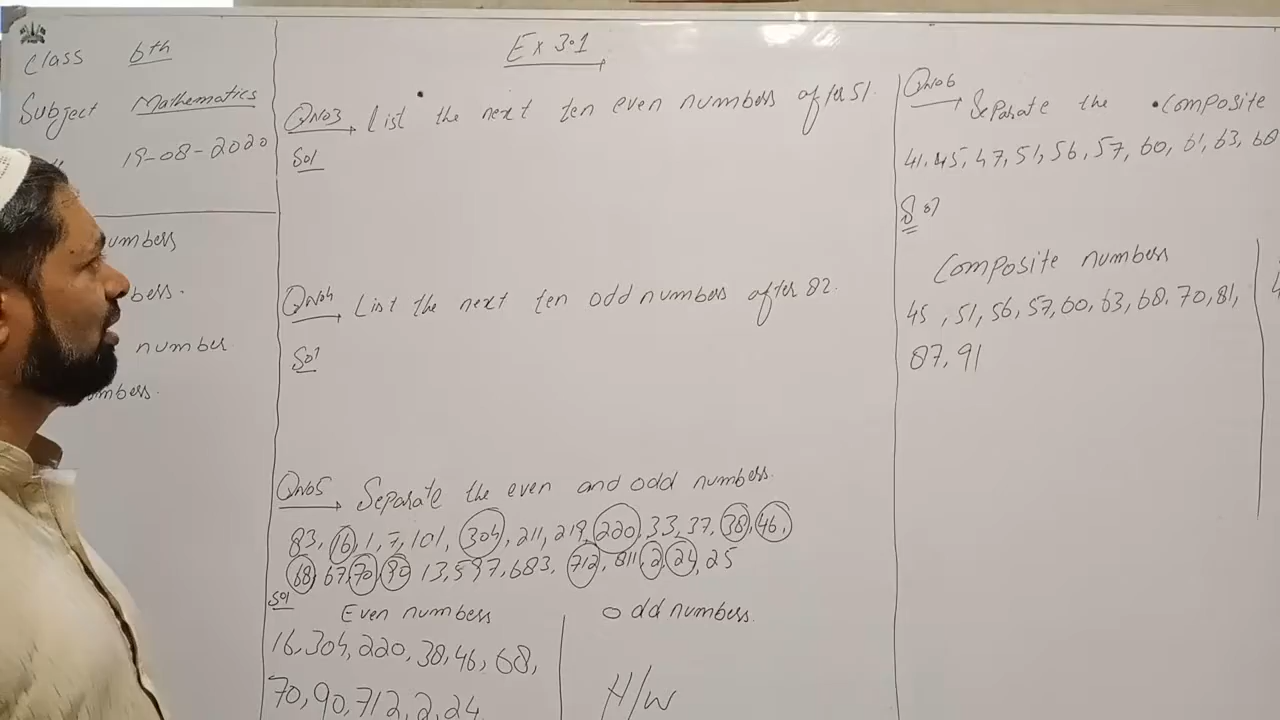 Class 6th
Subject Mathematics
19-08-2020
umbers
bers.
number
umbers.
Ex 3.1
QNo3 List the next ten even numbers after 51.
Sol
QNo4 List the next ten odd numbers after 82.
Sol
QNo5 Separate the even and odd numbers.
83, 16, 1, 7, 101, 304, 211, 219, 220, 33, 37, 38, 46,
68, 67, 70, 90, 13, 597, 683, 712, 811, 2, 24, 25
Sol
Even numbers
16, 304, 220, 38, 46, 68,
70, 90, 712, 2, 24
odd numbers.
H/W
QNo6
Separate the composite
41, 45, 47, 51, 56, 57, 60, 61, 63, 68
Sol
Composite numbers
45, 51, 56, 57, 60, 63, 68, 70, 81,
87, 91
4